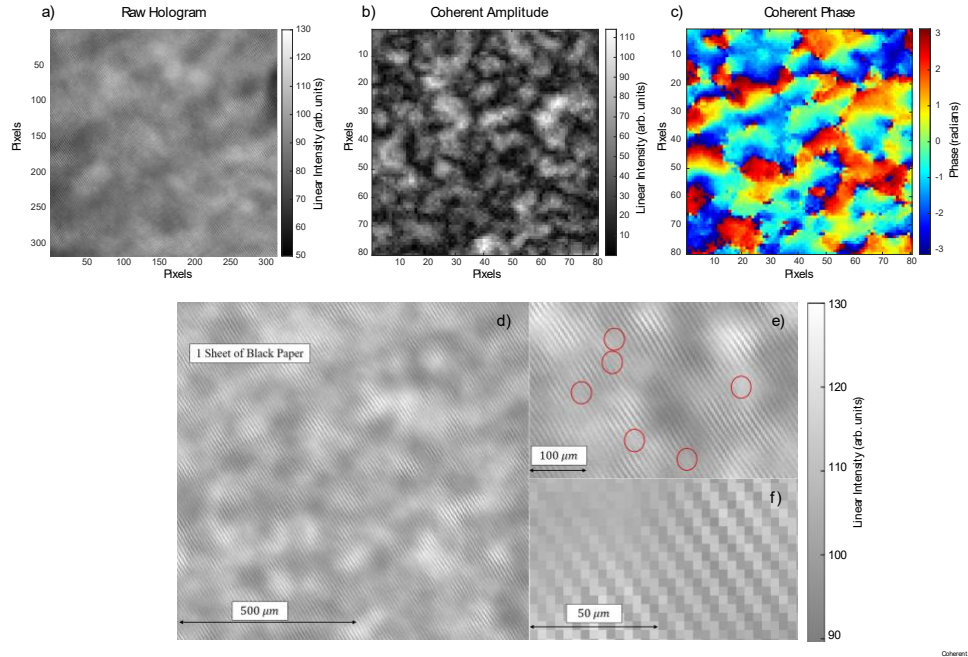 a) Raw Hologram
50
100
150
200
250
300
Pixels
50 100 150 200 250 300
Pixels
130
120
110
100
90
80
70
60
50
Linear Intensity (arb. units)
b) Coherent Amplitude
10
20
30
40
50
60
70
80
Pixels
10 20 30 40 50 60 70 80
Pixels
110
100
90
80
70
60
50
40
30
20
10
Linear Intensity (arb. units)
c) Coherent Phase
10
20
30
40
50
60
70
80
Pixels
10 20 30 40 50 60 70 80
Pixels
3
2
1
0
-1
-2
-3
Phase (radians)
d)
1 Sheet of Black Paper
500 μm
e)
100 μm
f)
50 μm
130
120
110
100
90
Linear Intensity (arb. units)
Coherent